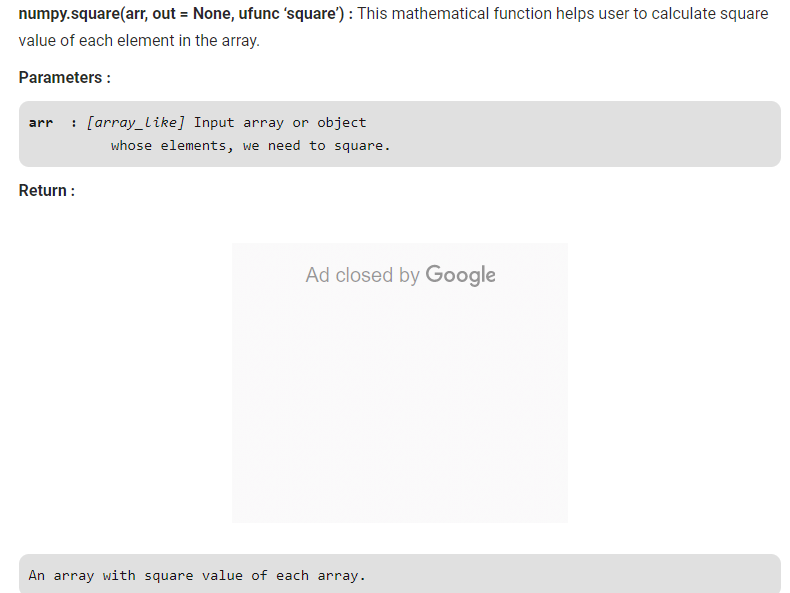 numpy.square(arr, out = None, ufunc ‘square’) : This mathematical function helps user to calculate square
value of each element in the array.
Parameters :
arr  : [array_like] Input array or object
whose elements, we need to square.
Return :
Ad closed by Google
An array with square value of each array.